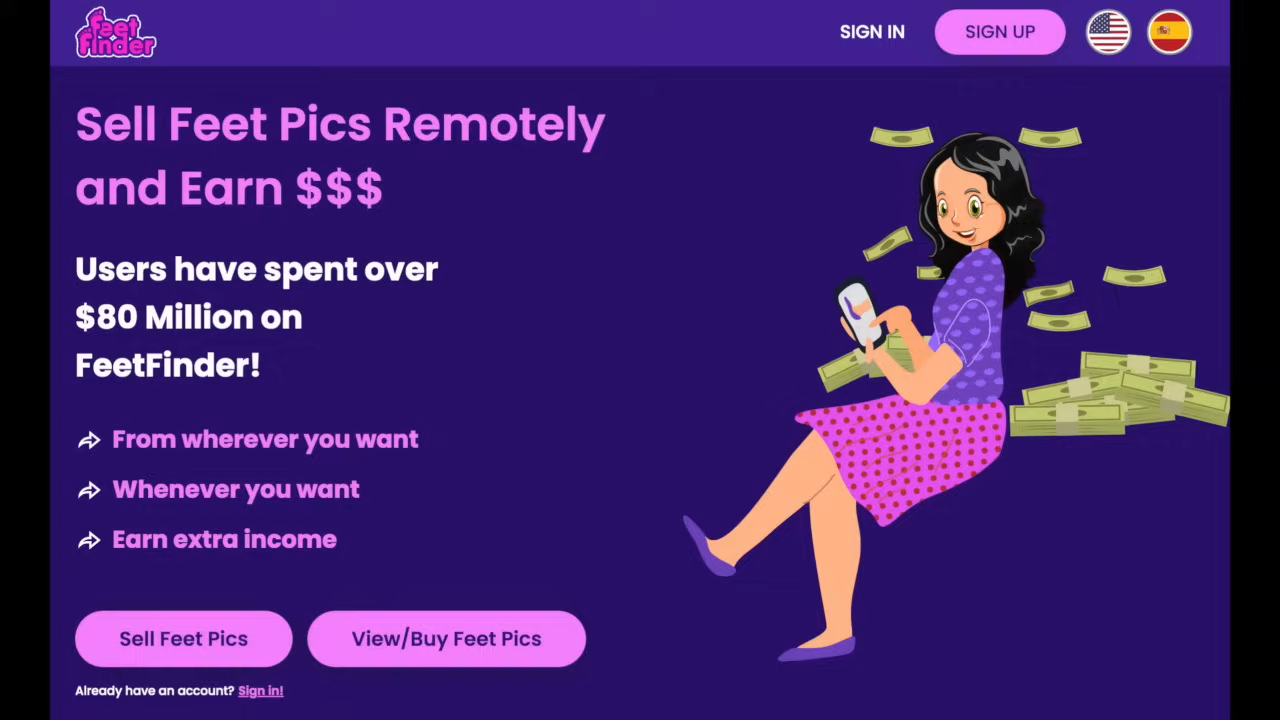 Feet
Finder
SIGN IN
SIGN UP
Sell Feet Pics Remotely
and Earn $$$
Users have spent over
$80 Million on
FeetFinder!
From wherever you want
Whenever you want
Earn extra income
Sell Feet Pics
View/Buy Feet Pics
Already have an account? Sign in!